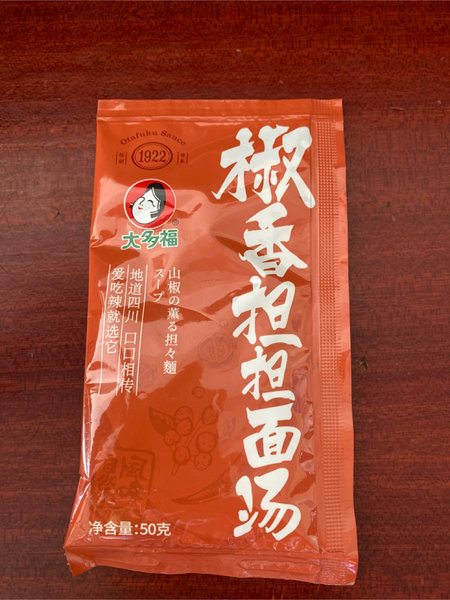 Otafuku Sauce
1922
大多福
椒香担担面汤
山椒の薫る担々麺
スープ
地道四川 口口相传
爱吃辣就选它
净含量:50克